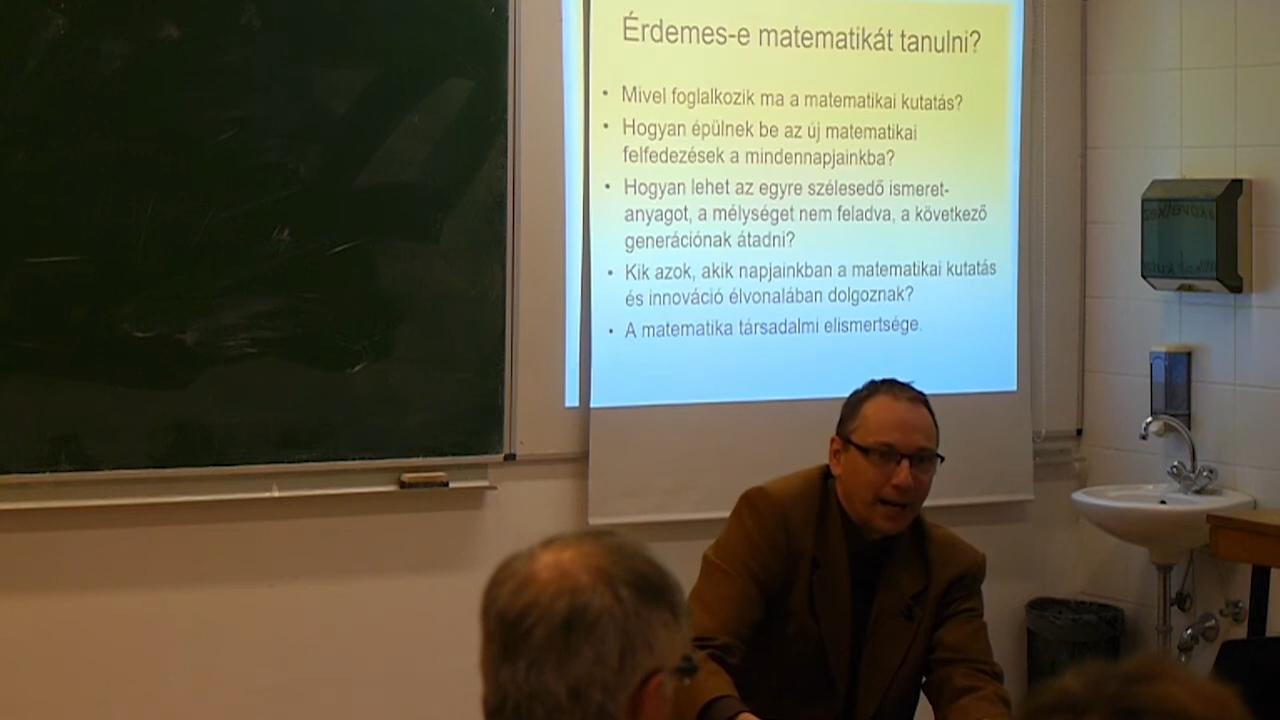 Érdemes-e matematikát tanulni?
• Mivel foglalkozik ma a matematikai kutatás?
• Hogyan épülnek be az új matematikai
felfedezések a mindennapjainkba?
• Hogyan lehet az egyre szélesedő ismeret-
anyagot, a mélységet nem feladva, a következő
generációnak átadni?
• Kik azok, akik napjainkban a matematikai kutatás
és innováció élvonalában dolgoznak?
• A matematika társadalmi elismertsége.